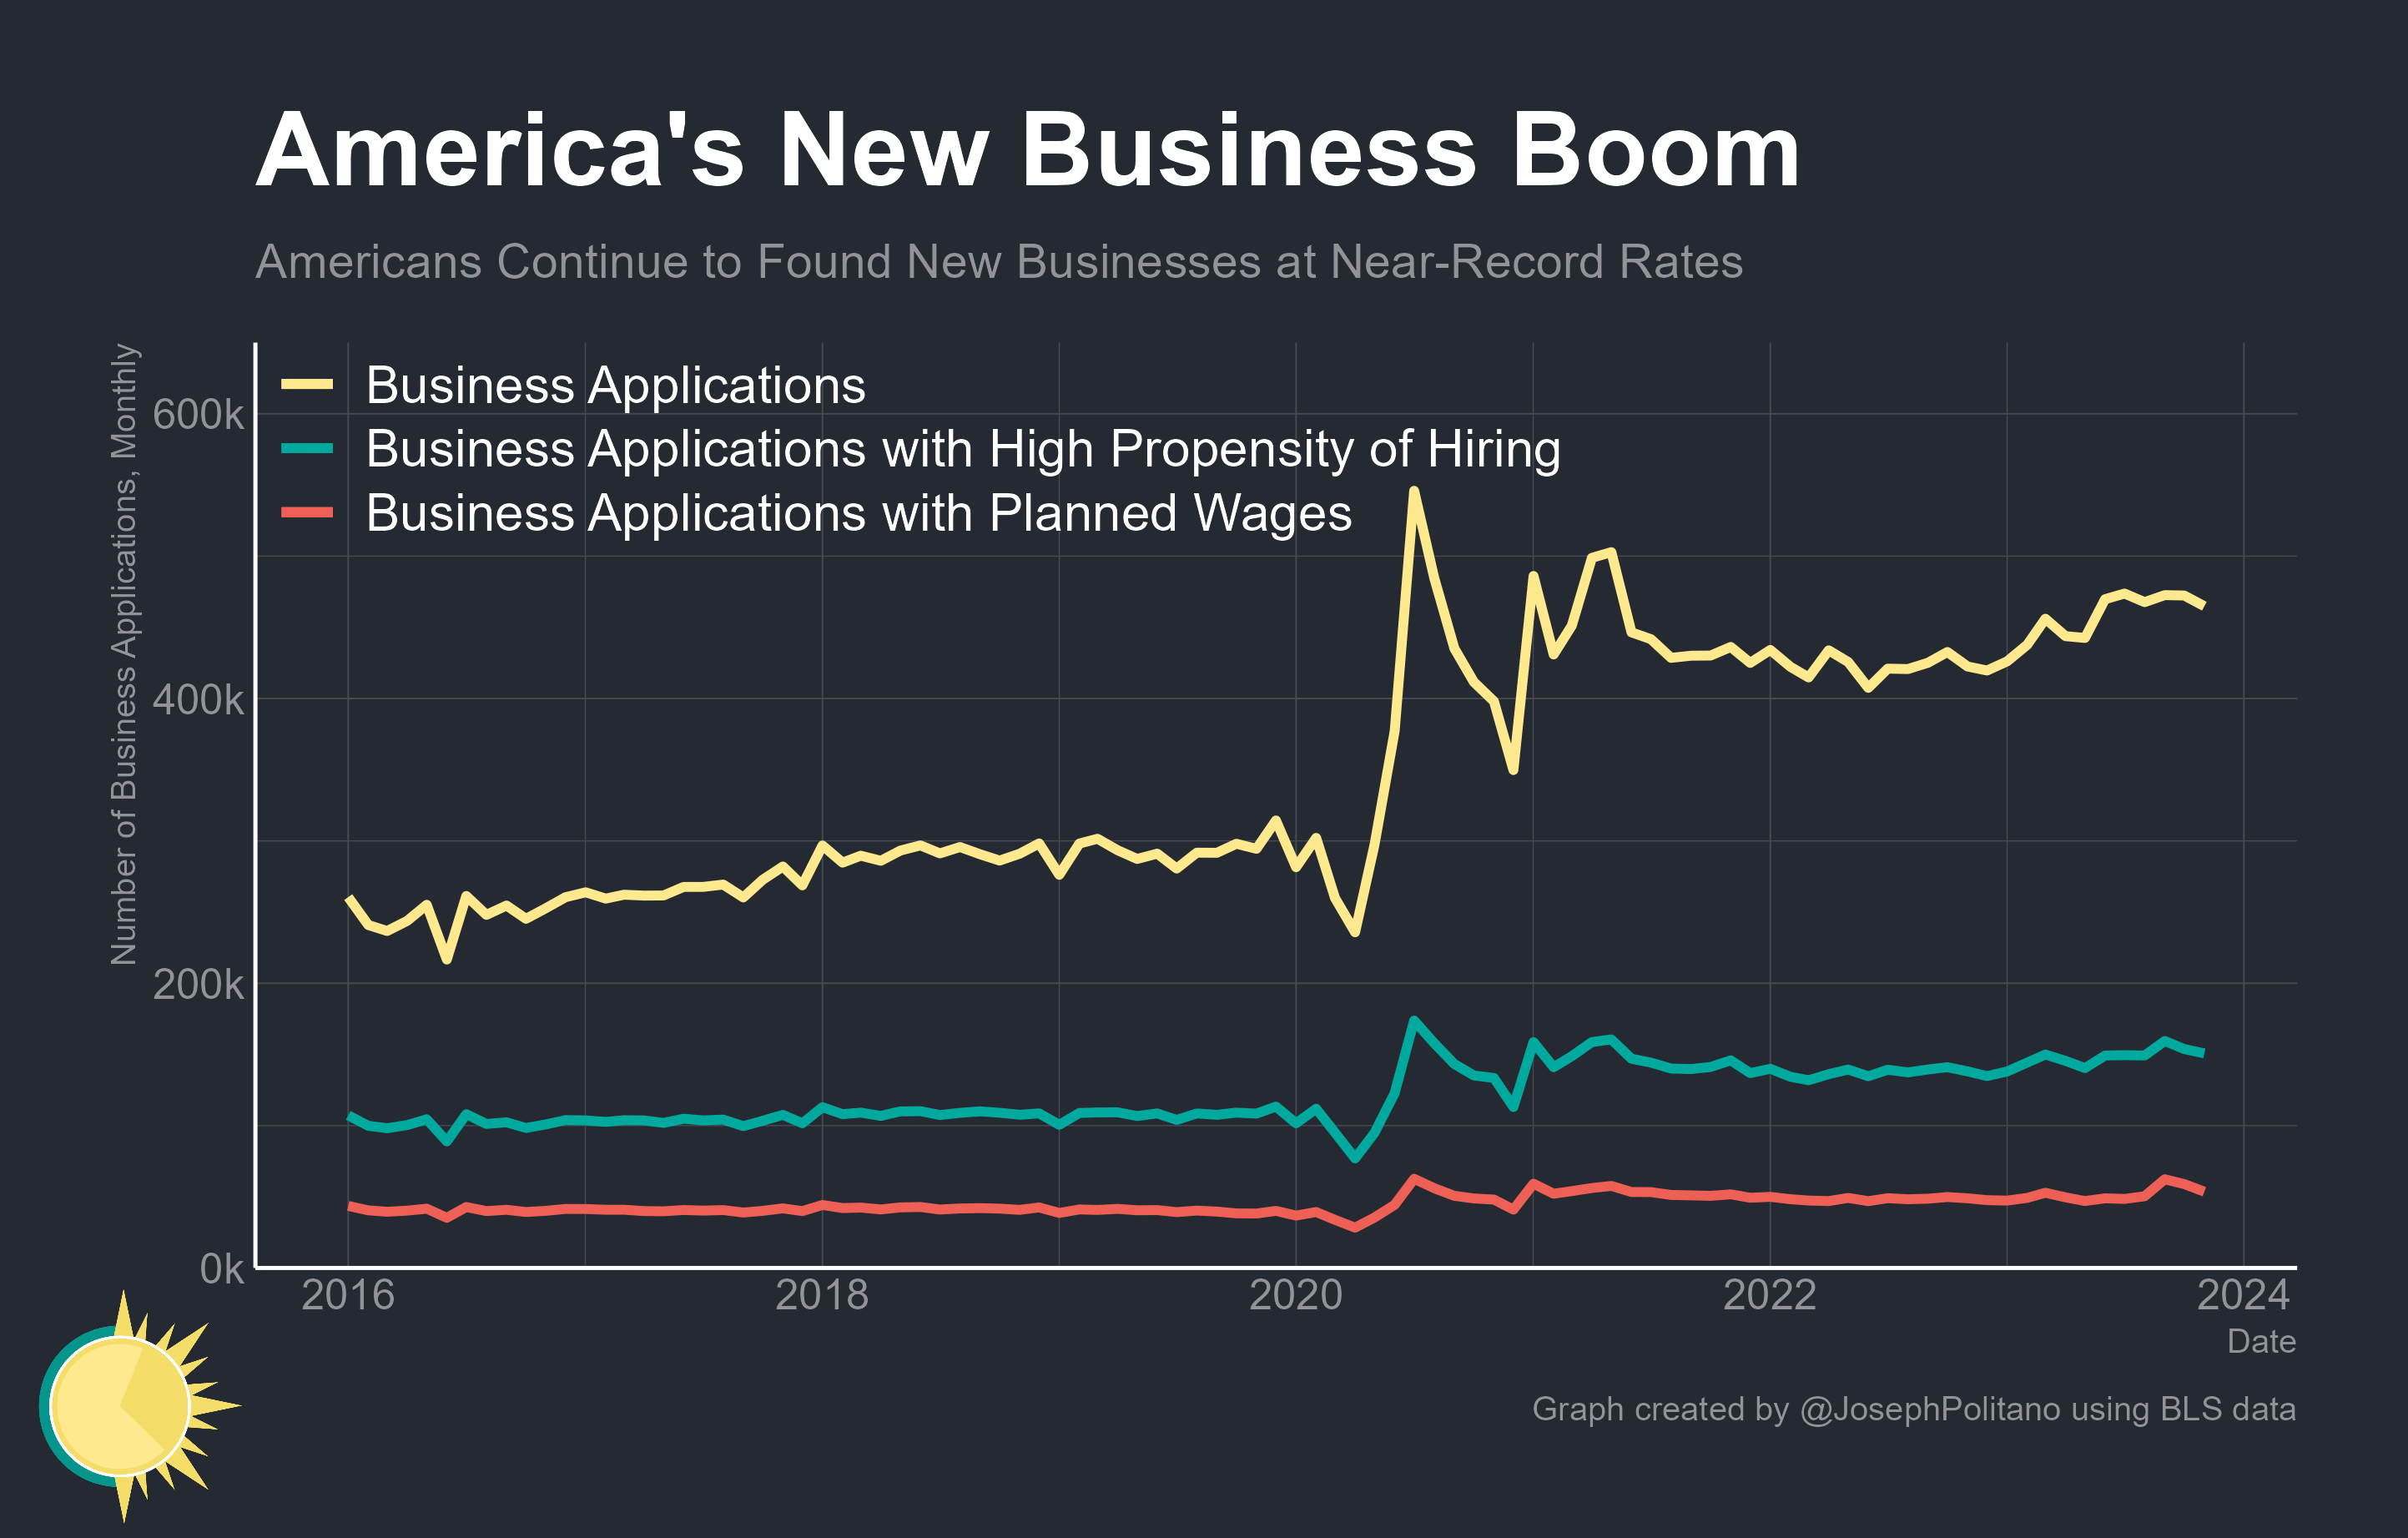 America's New Business Boom
Americans Continue to Found New Businesses at Near-Record Rates
Number of Business Applications, Monthly
Business Applications
Business Applications with High Propensity of Hiring
Business Applications with Planned Wages
600k
400k
200k
0k
2016 2018 2020 2022 2024
Date
Graph created by @JosephPolitano using BLS data